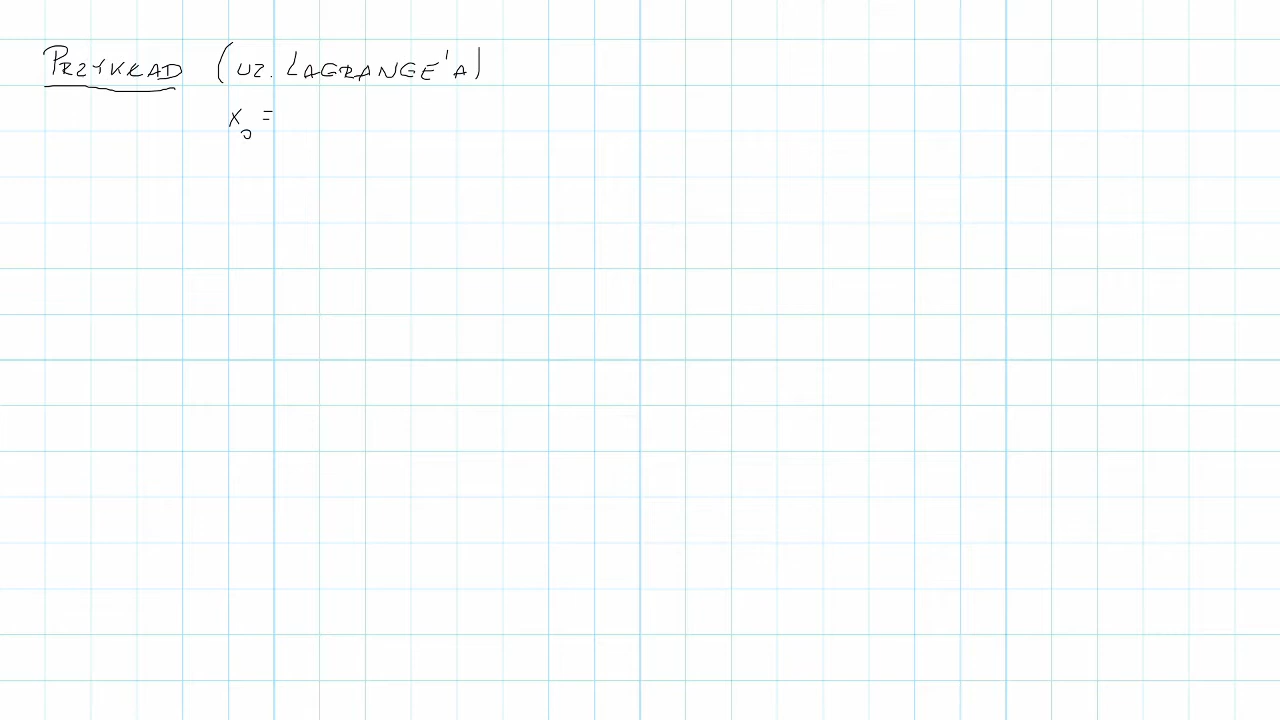 PRZYKŁAD (WZ. LAGRANGE'A)
x₀ =